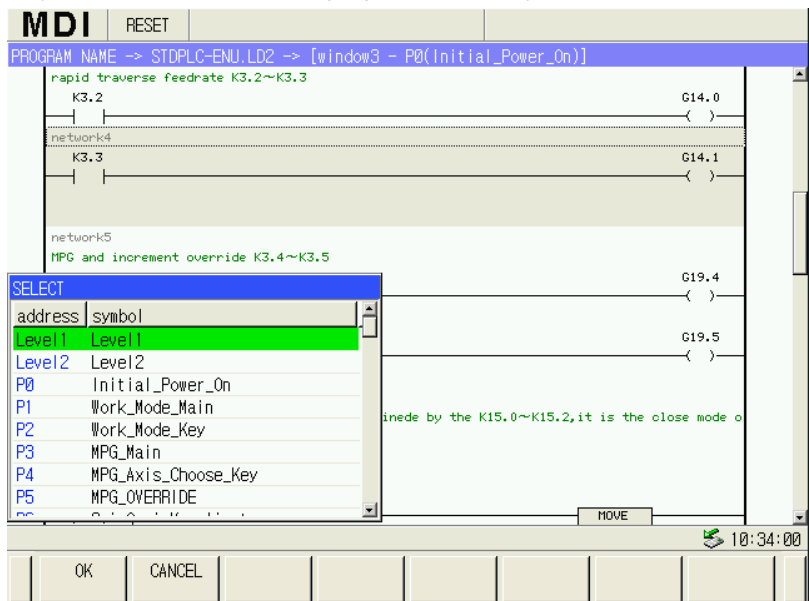 MDI RESET
PROGRAM NAME -> STDPLC-ENU.LD2 -> [window3 - P0(Initial_Power_On)]
rapid traverse feedrate K3.2~K3.3
K3.2 G14.0
network4
K3.3 G14.1
network5
MPG and increment override K3.4~K3.5
G19.4
SELECT
address symbol
Level1 Level1
G19.5
Level2 Level2
P0 Initial_Power_On
P1 Work_Mode_Main
inede by the K15.0~K15.2,it is the close mode o
P2 Work_Mode_Key
P3 MPG_Main
P4 MPG_Axis_Choose_Key
P5 MPG_OVERRIDE
MOVE
10:34:00
OK CANCEL